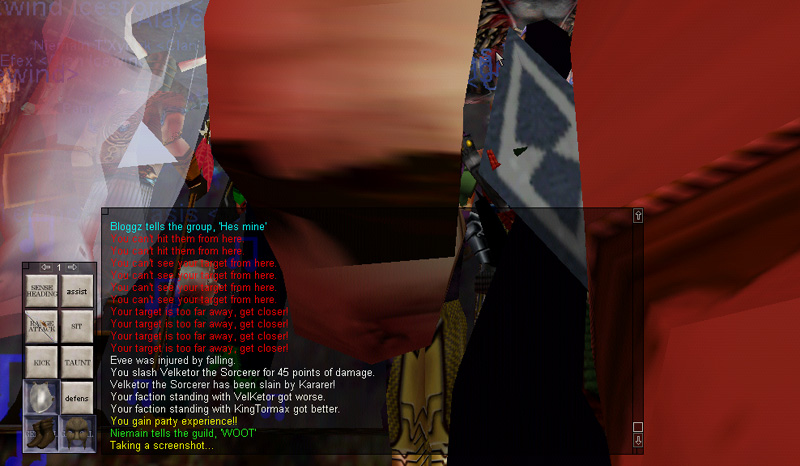 Bloggz tells the group, 'Hes mine'
You can't hit them from here.
You can't hit them from here.
You can't see your target from here.
You can't see your target from here.
You can't see your target from here.
You can't see your target from here.
Your target is too far away, get closer!
Your target is too far away, get closer!
Your target is too far away, get closer!
Your target is too far away, get closer!
Evee was injured by falling.
You slash Velketor the Sorcerer for 45 points of damage.
Velketor the Sorcerer has been slain by Kararer!
Your faction standing with VelKetor got worse.
Your faction standing with KingTormax got better.
You gain party experience!!
Niemain tells the guild, 'WOOT'
Taking a screenshot...
1
SENSE HEADING
assist
RANGE ATTACK
SIT
KICK
TAUNT
defens